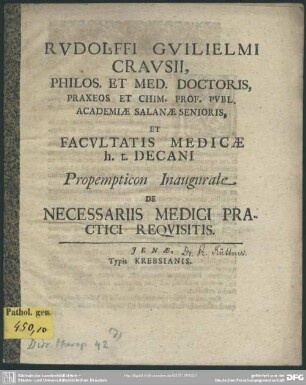 RVDOLFFI GVILIELMI
CRAVSII,
PHILOS. ET MED. DOCTORIS,
PRAXEOS ET CHIM. PROF. PVBL.
ACADEMIÆ SALANÆ SENIORIS,
ET
FACVLTATIS MEDICÆ
h. t. DECANI
Propempticon Inaugurale
DE
NECESSARIIS MEDICI PRA-
CTICI REQVISITIS.
JENÆ,
Typis KREBSIANIS.
Pathol. gen.
450,10
42